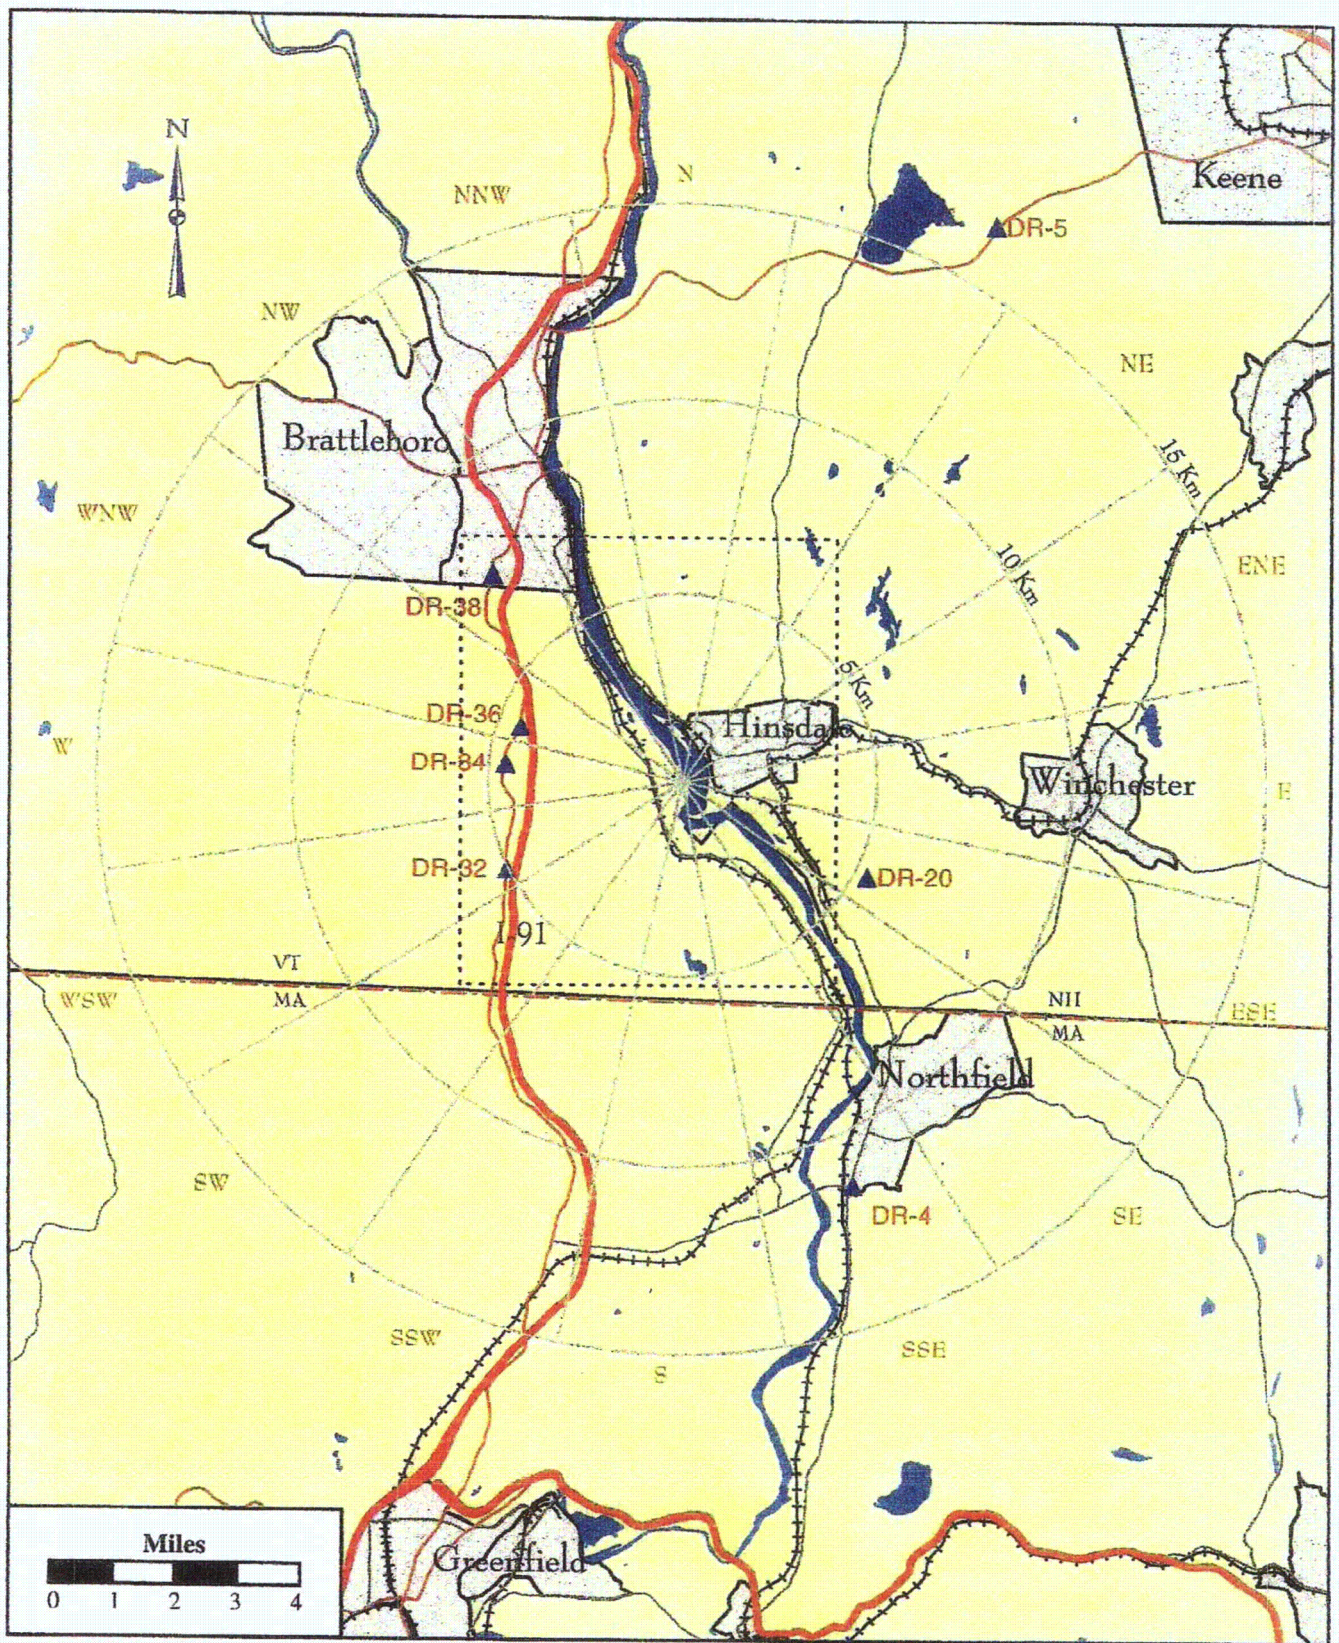 N
NNW
N
Keene
DR-5
NW
NE
Brattleboro
15 Km
WNW
10 Km
ENE
DR-38
5 Km
DR-36
Hinsdale
W
DR-34
Winchester
E
DR-32
DR-20
I-91
VT
MA
WSW
NH
MA
ESE
Northfield
SW
DR-4
SE
SSW
SSE
S
Miles
0 1 2 3 4
Greenfield